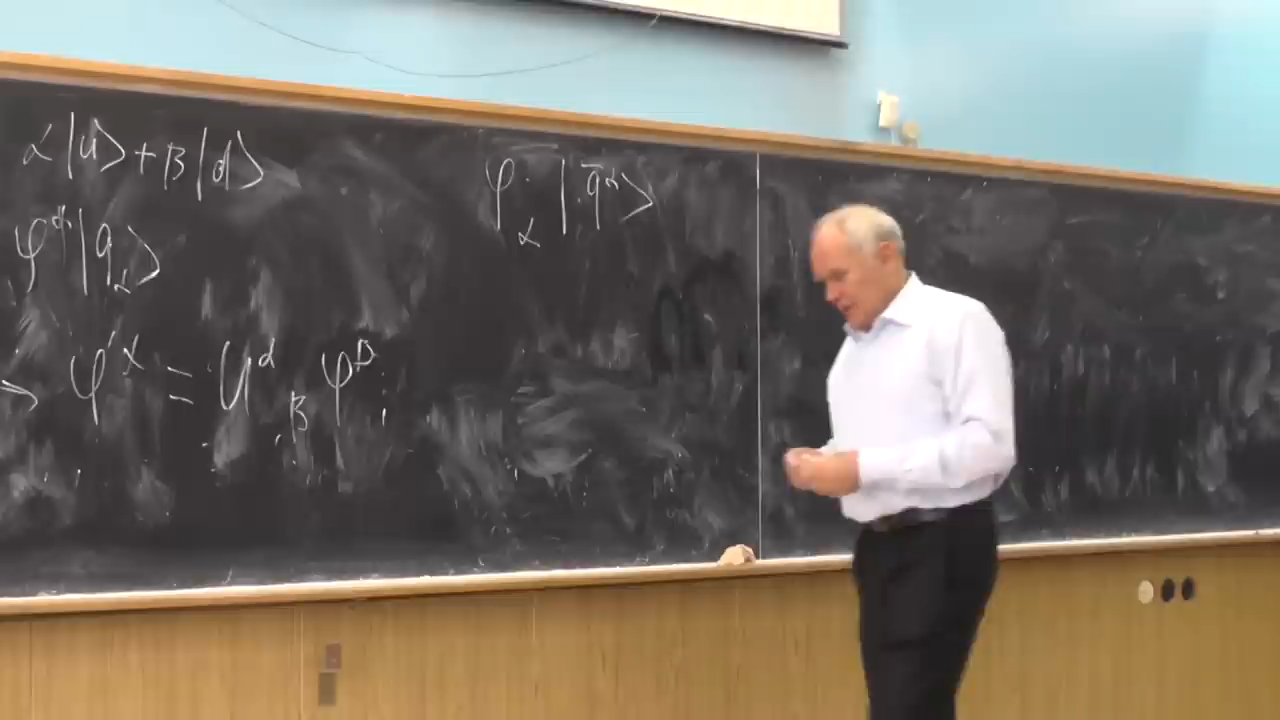 α|u⟩+β|d⟩
φ^α|q_α⟩
φ_α|q̄^α⟩
→ φ'^α = U^α_β φ^β;